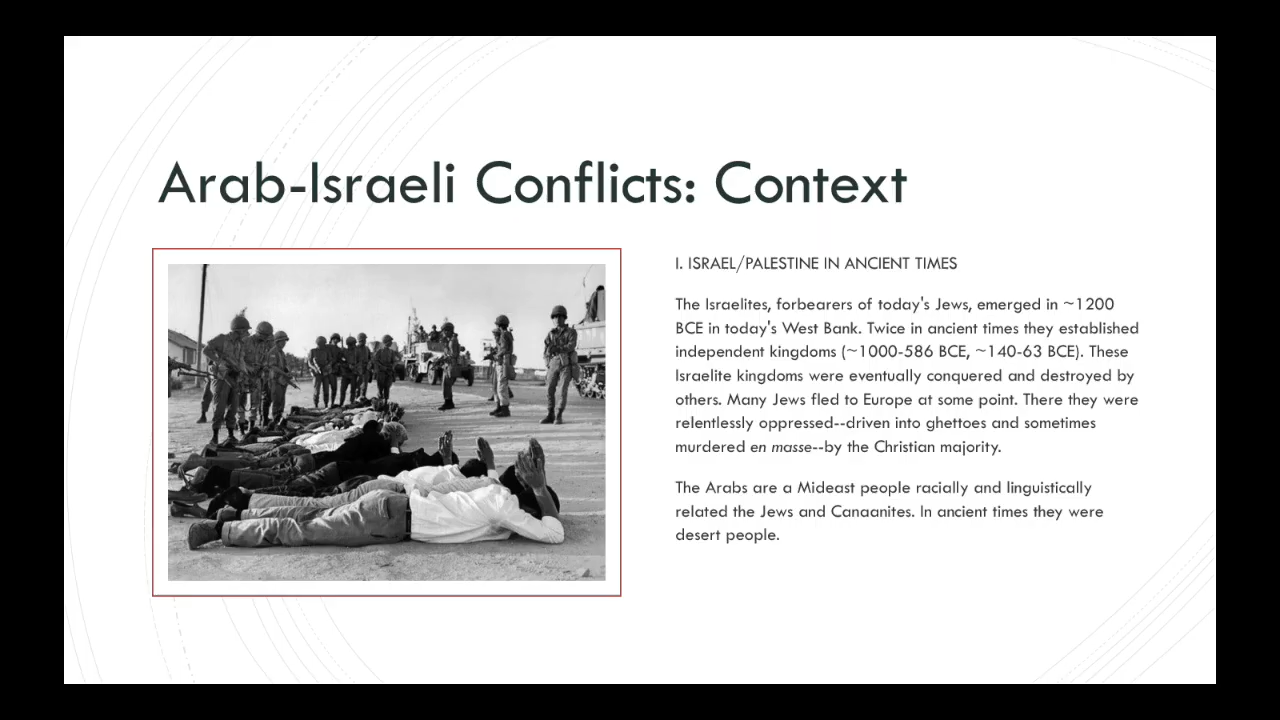 Arab-Israeli Conflicts: Context
I. ISRAEL/PALESTINE IN ANCIENT TIMES
The Israelites, forbearers of today's Jews, emerged in ~1200
BCE in today's West Bank. Twice in ancient times they established
independent kingdoms (~1000-586 BCE, ~140-63 BCE). These
Israelite kingdoms were eventually conquered and destroyed by
others. Many Jews fled to Europe at some point. There they were
relentlessly oppressed--driven into ghettoes and sometimes
murdered en masse--by the Christian majority.
The Arabs are a Mideast people racially and linguistically
related the Jews and Canaanites. In ancient times they were
desert people.